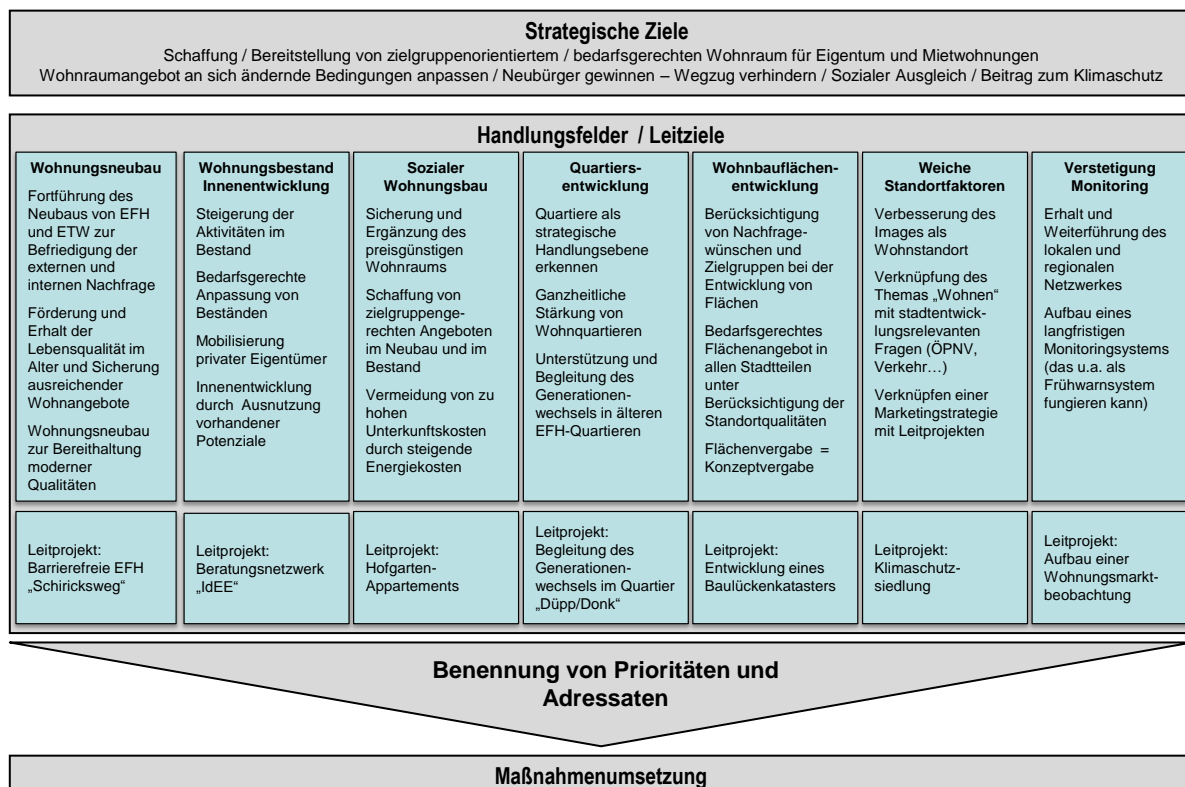 Strategische Ziele
Schaffung / Bereitstellung von zielgruppenorientiertem / bedarfsgerechten Wohnraum für Eigentum und Mietwohnungen
Wohnraumangebot an sich ändernde Bedingungen anpassen / Neubürger gewinnen – Wegzug verhindern / Sozialer Ausgleich / Beitrag zum Klimaschutz
Handlungsfelder / Leitziele
Wohnungsneubau
Fortführung des
Neubaus von EFH
und ETW zur
Befriedigung der
externen und
internen Nachfrage
Förderung und
Erhalt der
Lebensqualität im
Alter und Sicherung
ausreichender
Wohnangebote
Wohnungsneubau
zur Bereithaltung
moderner
Qualitäten
Wohnungsbestand
Innenentwicklung
Steigerung der
Aktivitäten im
Bestand
Bedarfsgerechte
Anpassung von
Beständen
Mobilisierung
privater Eigentümer
Innenentwicklung
durch Ausnutzung
vorhandener
Potenziale
Sozialer
Wohnungsbau
Sicherung und
Ergänzung des
preisgünstigen
Wohnraums
Schaffung von
zielgruppenge-
rechten Angeboten
im Neubau und im
Bestand
Vermeidung von zu
hohen
Unterkunftskosten
durch steigende
Energiekosten
Quartiers-
entwicklung
Quartiere als
strategische
Handlungsebene
erkennen
Ganzheitliche
Stärkung von
Wohnquartieren
Unterstützung und
Begleitung des
Generationen-
wechsels in älteren
EFH-Quartieren
Wohnbauflächen-
entwicklung
Berücksichtigung
von Nachfrage-
wünschen und
Zielgruppen bei der
Entwicklung von
Flächen
Bedarfsgerechtes
Flächenangebot in
allen Stadtteilen
unter
Berücksichtigung der
Standortqualitäten
Flächenvergabe =
Konzeptvergabe
Weiche
Standortfaktoren
Verbesserung des
Images als
Wohnstandort
Verknüpfung des
Themas „Wohnen“
mit stadtentwick-
lungsrelevanten
Fragen (ÖPNV,
Verkehr…)
Verknüpfen einer
Marketingstrategie
mit Leitprojekten
Verstetigung
Monitoring
Erhalt und
Weiterführung des
lokalen und
regionalen
Netzwerkes
Aufbau eines
langfristigen
Monitoringsystems
(das u.a. als
Frühwarnsystem
fungieren kann)
Leitprojekt:
Barrierefreie EFH
„Schiricksweg“
Leitprojekt:
Beratungsnetzwerk
„IdEE“
Leitprojekt:
Hofgarten-
Appartements
Leitprojekt:
Begleitung des
Generationen-
wechsels im Quartier
„Düpp/Donk“
Leitprojekt:
Entwicklung eines
Baulückenkatasters
Leitprojekt:
Klimaschutz-
siedlung
Leitprojekt:
Aufbau einer
Wohnungsmarkt-
beobachtung
Benennung von Prioritäten und
Adressaten
Maßnahmenumsetzung